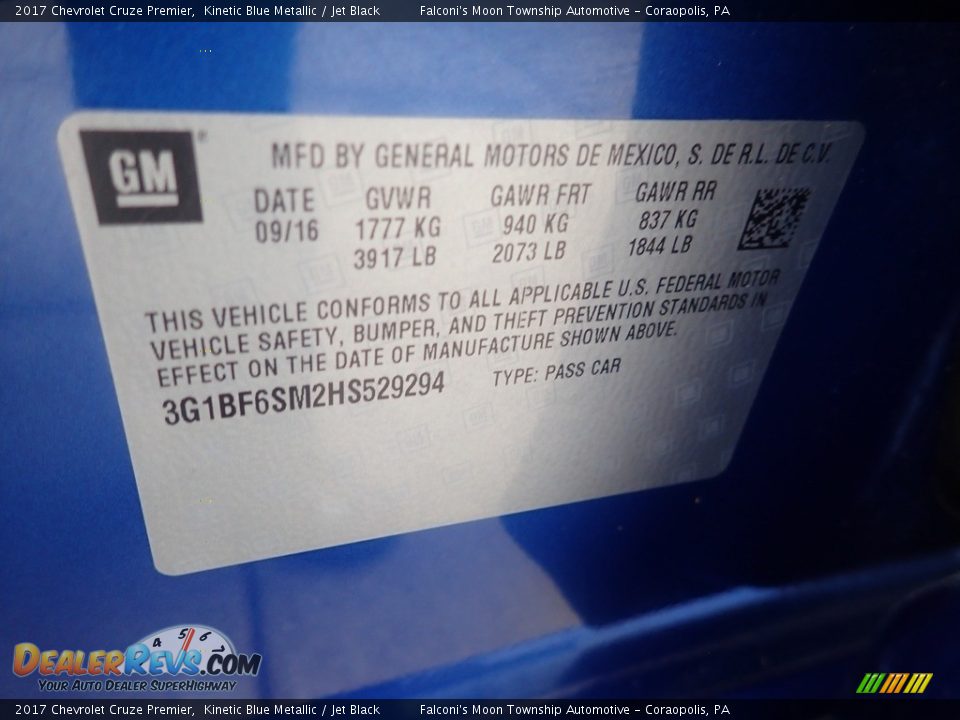 2017 Chevrolet Cruze Premier, Kinetic Blue Metallic / Jet Black Falconi's Moon Township Automotive – Coraopolis, PA
GM ®
MFD BY GENERAL MOTORS DE MEXICO, S. DE R.L. DE C.V.
DATE GVWR GAWR FRT GAWR RR
09/16 1777 KG 940 KG 837 KG
3917 LB 2073 LB 1844 LB
THIS VEHICLE CONFORMS TO ALL APPLICABLE U.S. FEDERAL MOTOR
VEHICLE SAFETY, BUMPER, AND THEFT PREVENTION STANDARDS IN
EFFECT ON THE DATE OF MANUFACTURE SHOWN ABOVE.
3G1BF6SM2HS529294 TYPE: PASS CAR
4 5 6 7
DealerRevs.com
Your Auto Dealer SuperHighway
2017 Chevrolet Cruze Premier, Kinetic Blue Metallic / Jet Black Falconi's Moon Township Automotive – Coraopolis, PA